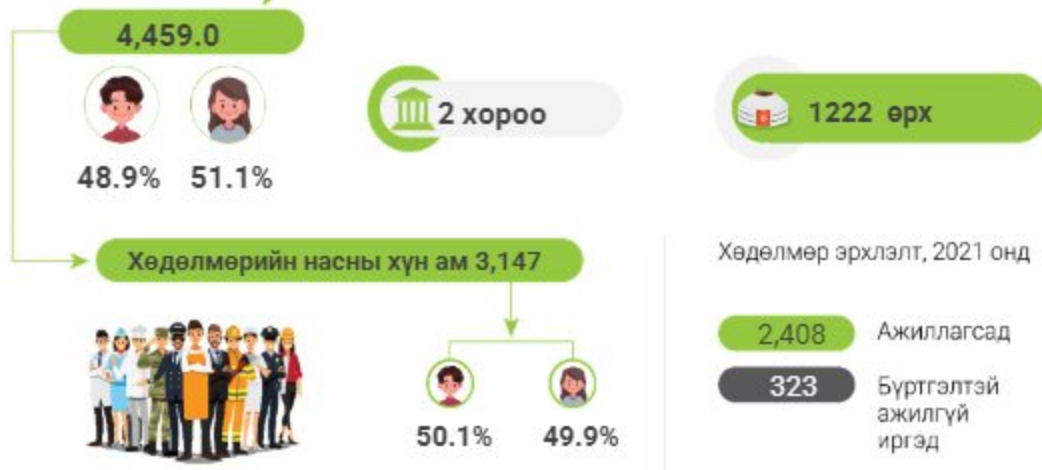 4,459.0
48.9% 51.1%
2 хороо
1222 өрх
Хөдөлмөрийн насны хүн ам 3,147
50.1% 49.9%
Хөдөлмөр эрхлэлт, 2021 онд
2,408 Ажиллагсад
323 Бүртгэлтэй
ажилгүй
иргэд